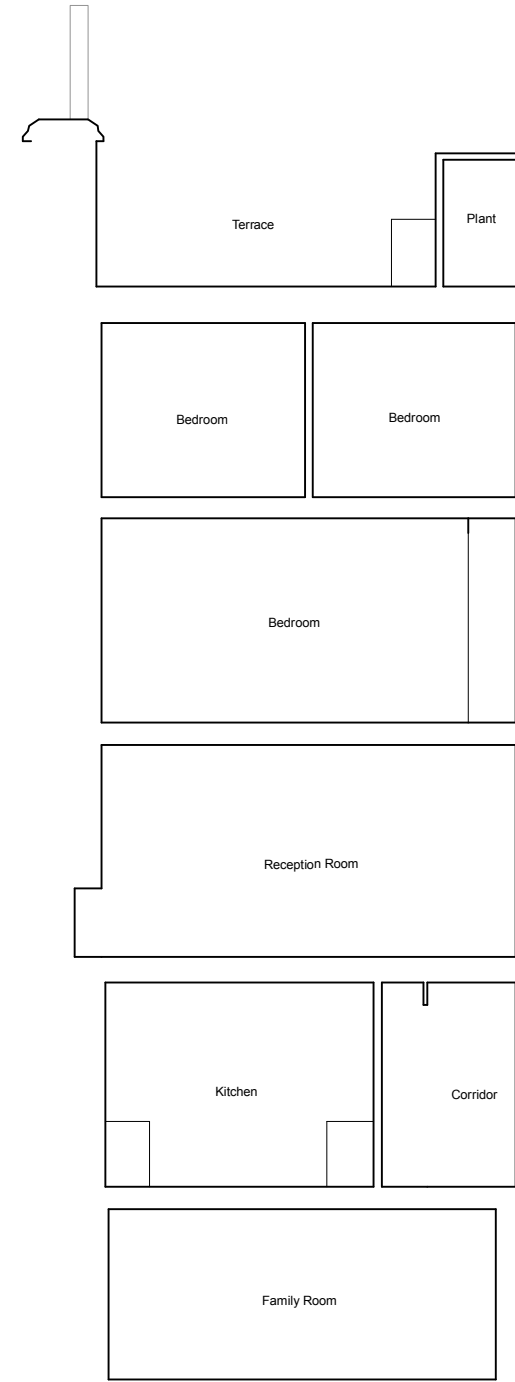 Terrace
Plant
Bedroom
Bedroom
Bedroom
Reception Room
Kitchen
Corridor
Family Room